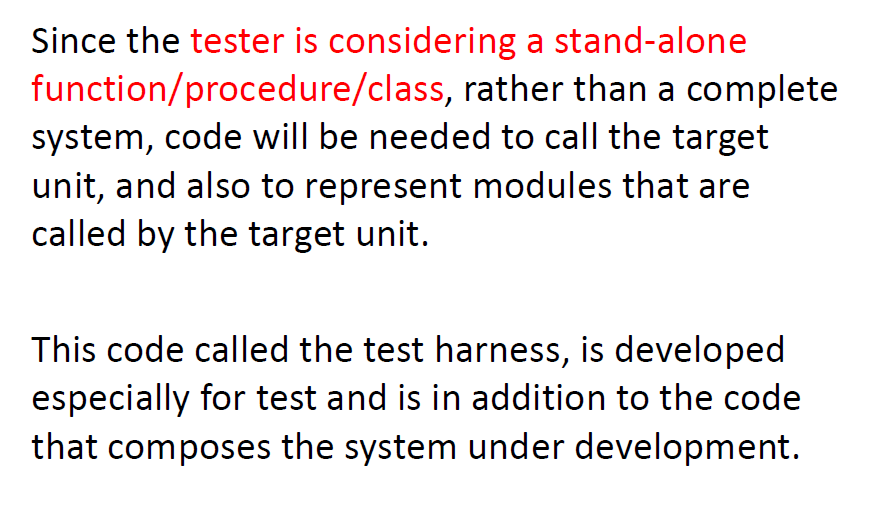 Since the tester is considering a stand-alone
function/procedure/class, rather than a complete
system, code will be needed to call the target
unit, and also to represent modules that are
called by the target unit.
This code called the test harness, is developed
especially for test and is in addition to the code
that composes the system under development.